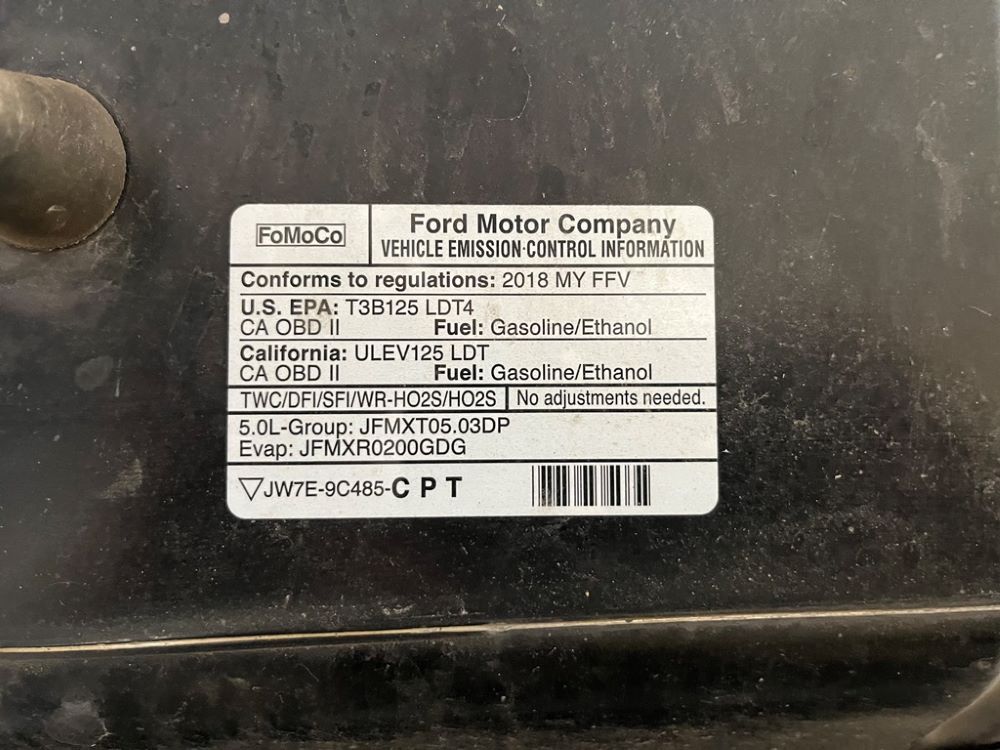 FoMoCo
Ford Motor Company
VEHICLE EMISSION CONTROL INFORMATION
Conforms to regulations: 2018 MY FFV
U.S. EPA: T3B125 LDT4
CA OBD II Fuel: Gasoline/Ethanol
California: ULEV125 LDT
CA OBD II Fuel: Gasoline/Ethanol
TWC/DFI/SFI/WR-HO2S/HO2S No adjustments needed.
5.0L-Group: JFMXT05.03DP
Evap: JFMXR0200GDG
JW7E-9C485-C P T